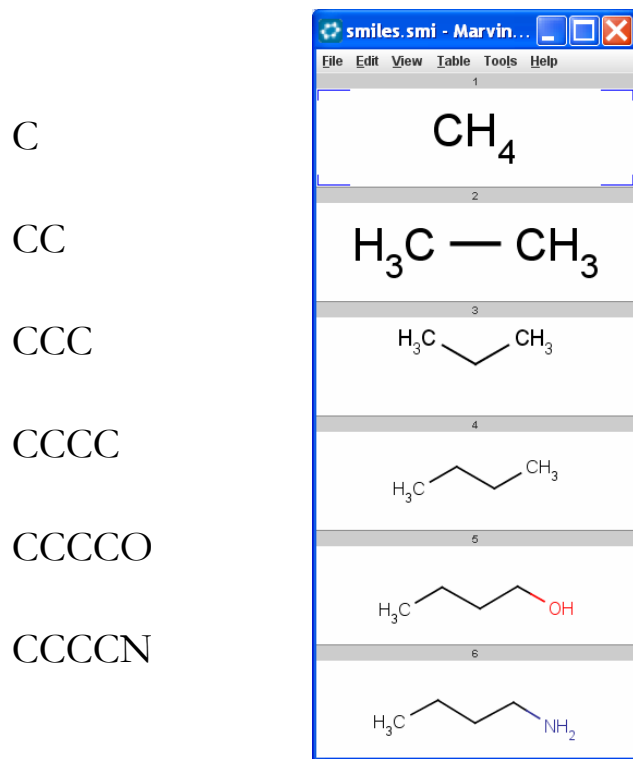 C
CC
CCC
CCCC
CCCCO
CCCCN
smiles.smi - Marvin...
File Edit View Table Tools Help
1
CH4
2
H3C CH3
3
H3C CH3
4
H3C CH3
5
H3C OH
6
H3C NH2